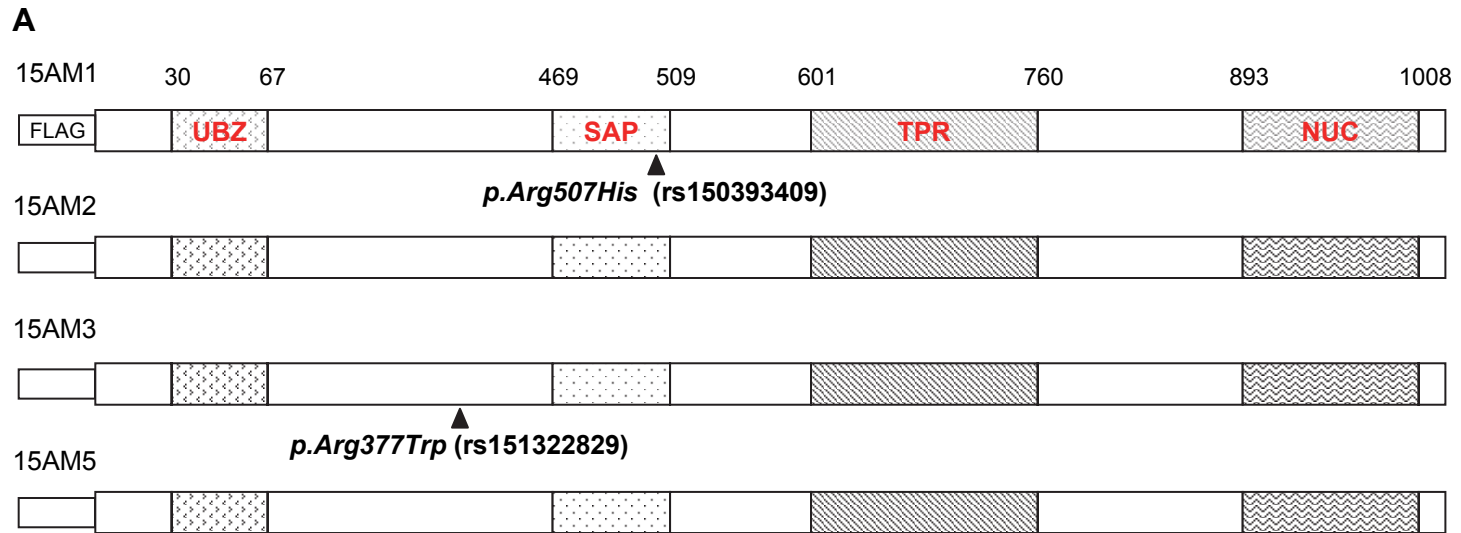 A
15AM1
30 67 469 509 601 760 893 1008
FLAG UBZ SAP TPR NUC
p.Arg507His (rs150393409)
15AM2
15AM3
p.Arg377Trp (rs151322829)
15AM5